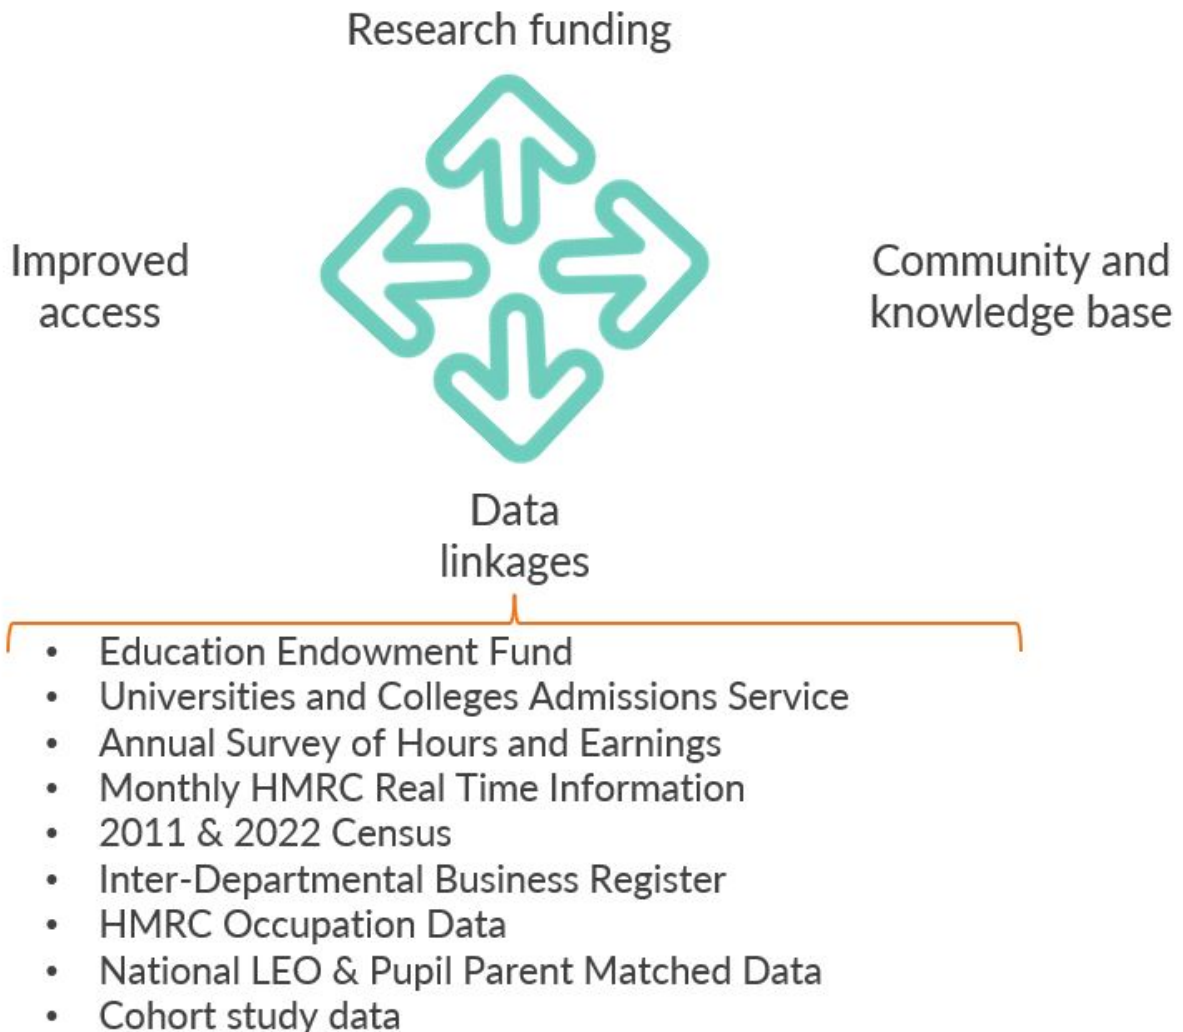 Research funding
Improved
access
Community and
knowledge base
Data
linkages
• Education Endowment Fund
• Universities and Colleges Admissions Service
• Annual Survey of Hours and Earnings
• Monthly HMRC Real Time Information
• 2011 & 2022 Census
• Inter-Departmental Business Register
• HMRC Occupation Data
• National LEO & Pupil Parent Matched Data
• Cohort study data